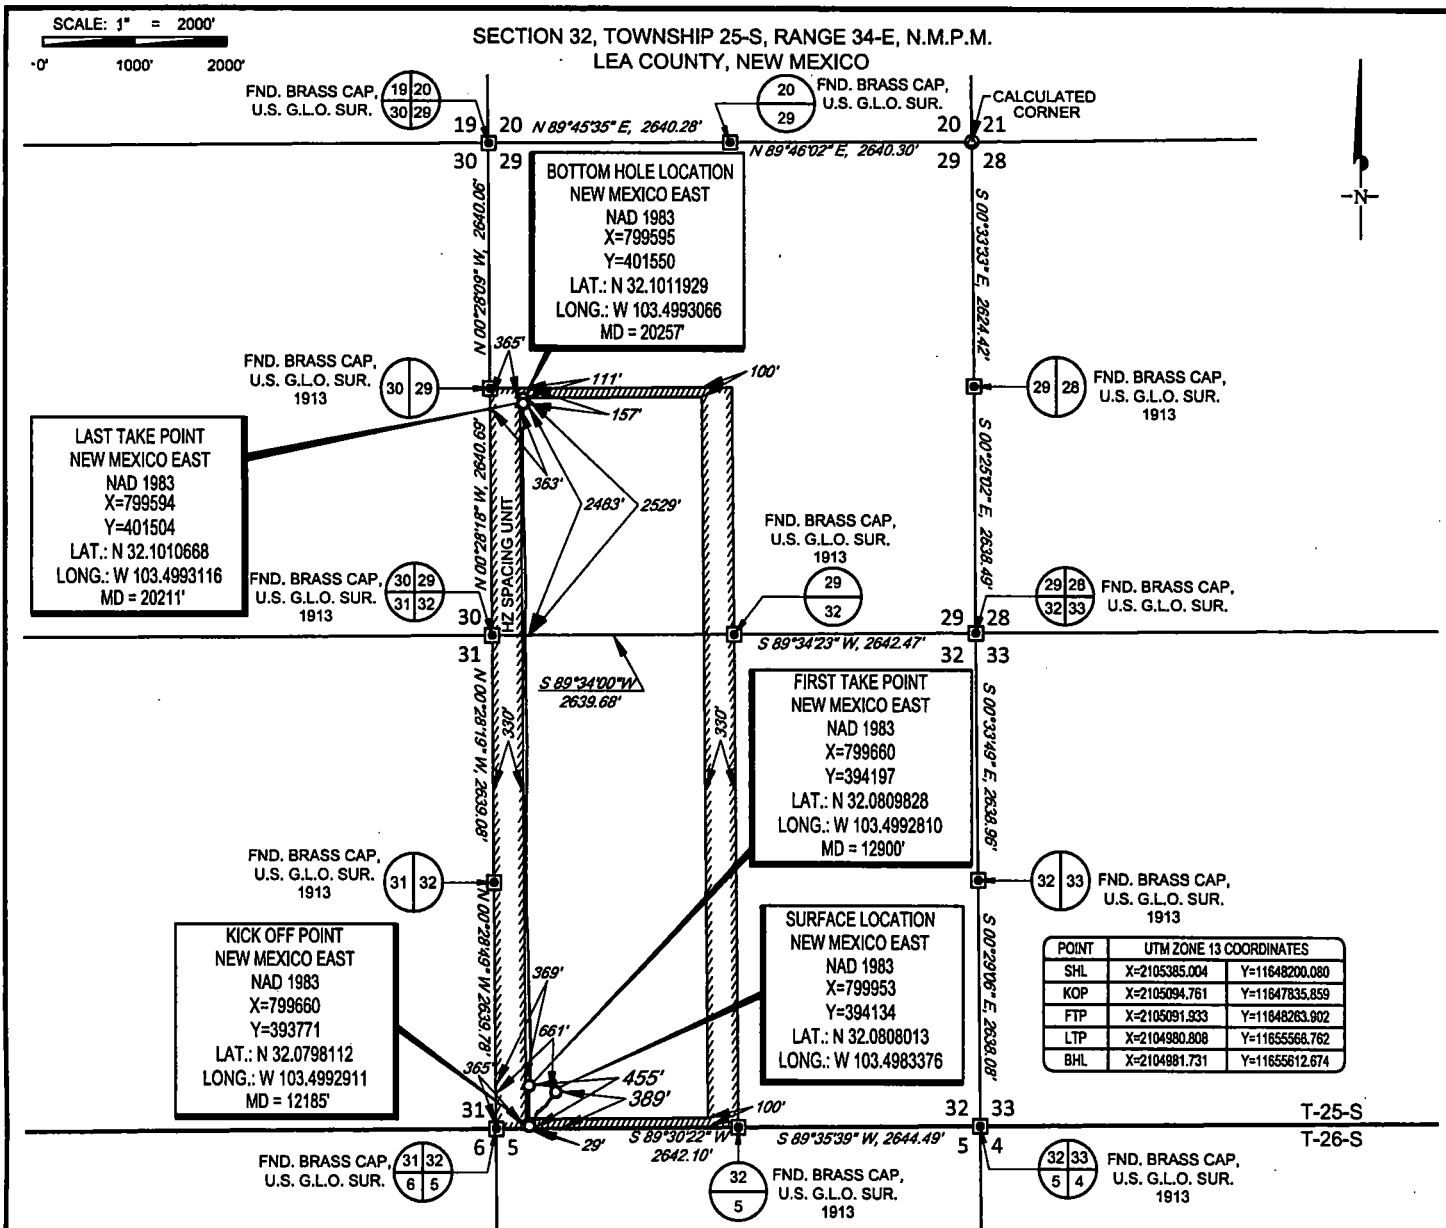 SCALE: 1" = 2000'
0' 1000' 2000'
SECTION 32, TOWNSHIP 25-S, RANGE 34-E, N.M.P.M.
LEA COUNTY, NEW MEXICO
FND. BRASS CAP,
U.S. G.L.O. SUR.
19 20
30 29
20
29
FND. BRASS CAP,
U.S. G.L.O. SUR.
CALCULATED
CORNER
19 20
30 29
N 89°45'35" E, 2640.28'
N 89°46'02" E, 2640.30'
20 21
29 28
-N-
BOTTOM HOLE LOCATION
NEW MEXICO EAST
NAD 1983
X=799595
Y=401550
LAT.: N 32.1011929
LONG.: W 103.4993066
MD = 20257'
N 00°28'09" W, 2640.06'
S 00°33'33" E, 2624.42'
FND. BRASS CAP,
U.S. G.L.O. SUR.
1913
30 29
365'
111'
100'
157'
363'
2483'
2529'
29 28
FND. BRASS CAP,
U.S. G.L.O. SUR.
1913
LAST TAKE POINT
NEW MEXICO EAST
NAD 1983
X=799594
Y=401504
LAT.: N 32.1010668
LONG.: W 103.4993116
MD = 20211'
N 00°28'18" W, 2640.69'
HZ SPACING UNIT
S 00°25'02" E, 2638.49'
FND. BRASS CAP,
U.S. G.L.O. SUR.
1913
30 29
31 32
FND. BRASS CAP,
U.S. G.L.O. SUR.
1913
29
32
29 28
32 33
FND. BRASS CAP,
U.S. G.L.O. SUR.
30
31
29 28
32 33
S 89°34'23" W, 2642.47'
S 89°34'00" W
2639.68'
330'
330'
N 00°28'19" W, 2639.08'
S 00°33'49" E, 2638.96'
FIRST TAKE POINT
NEW MEXICO EAST
NAD 1983
X=799660
Y=394197
LAT.: N 32.0809828
LONG.: W 103.4992810
MD = 12900'
FND. BRASS CAP,
U.S. G.L.O. SUR.
1913
31 32
32 33
FND. BRASS CAP,
U.S. G.L.O. SUR.
1913
KICK OFF POINT
NEW MEXICO EAST
NAD 1983
X=799660
Y=393771
LAT.: N 32.0798112
LONG.: W 103.4992911
MD = 12185'
N 00°28'49" W 2639.78'
S 00°29'06" E, 2638.08'
SURFACE LOCATION
NEW MEXICO EAST
NAD 1983
X=799953
Y=394134
LAT.: N 32.0808013
LONG.: W 103.4983376
POINT UTM ZONE 13 COORDINATES
SHL X=2105385.004 Y=11648200.080
KOP X=2105094.761 Y=11647835.859
FTP X=2105091.933 Y=11648263.902
LTP X=2104980.808 Y=11655566.762
BHL X=2104981.731 Y=11655612.674
369'
661'
365'
455'
389'
100'
29'
31
6 5
32 33
5 4
T-25-S
T-26-S
S 89°30'22" W
2642.10'
S 89°35'39" W, 2644.49'
FND. BRASS CAP,
U.S. G.L.O. SUR.
31 32
6 5
32
5
FND. BRASS CAP,
U.S. G.L.O. SUR.
1913
32 33
5 4
FND. BRASS CAP,
U.S. G.L.O. SUR.
1913